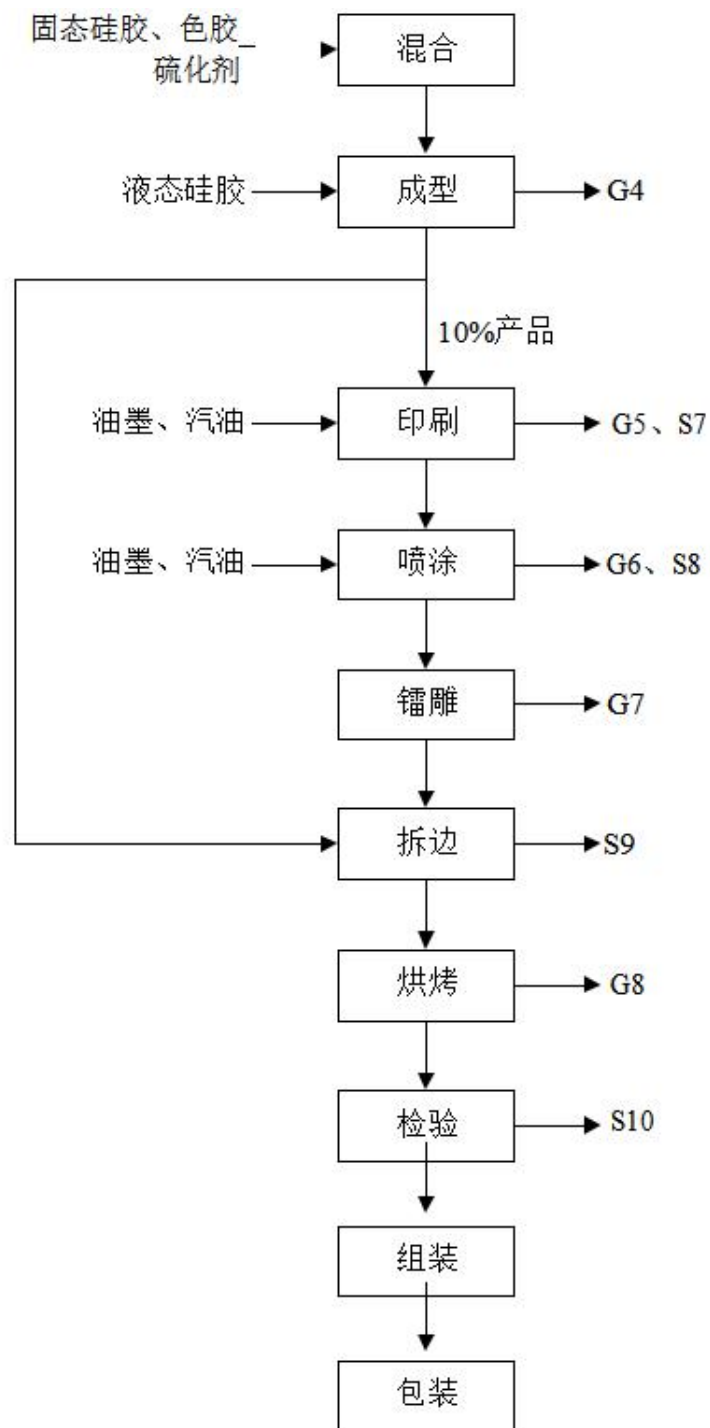 固态硅胶、色胶
硫化剂
混合
液态硅胶
成型
G4
10%产品
油墨、汽油
印刷
G5、S7
油墨、汽油
喷涂
G6、S8
镭雕
G7
拆边
S9
烘烤
G8
检验
S10
组装
包装